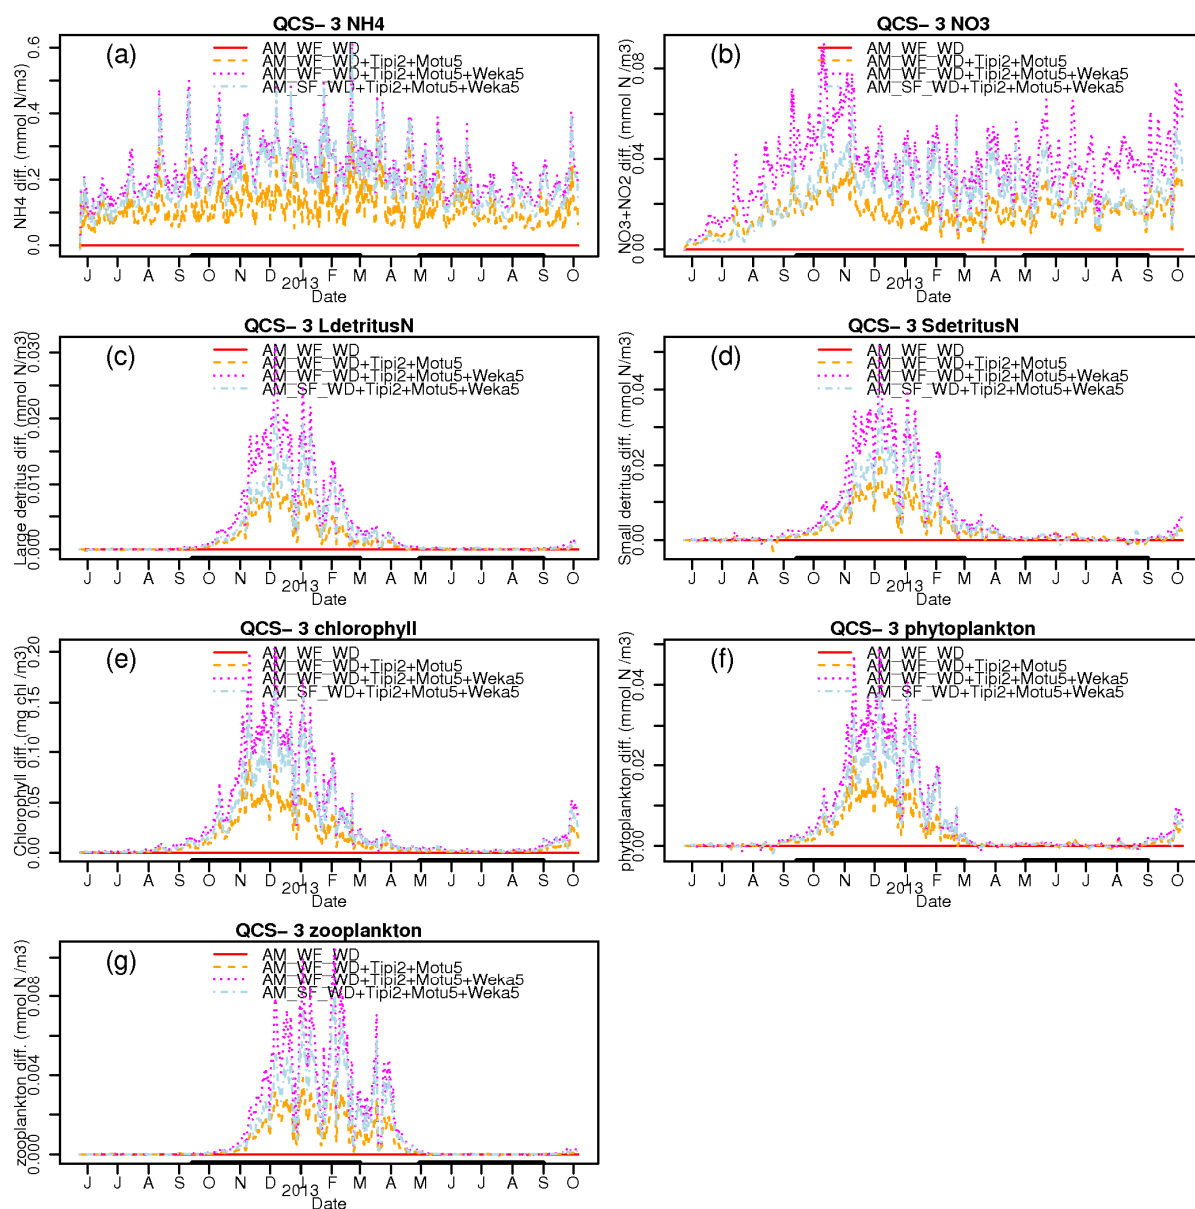 QCS− 3 NH4
(a)
AM_WF_WD
AM_WF_WD+Tipi2+Motu5
AM_WF_WD+Tipi2+Motu5+Weka5
AM_SF_WD+Tipi2+Motu5+Weka5
NH4 diff. (mmol N/m3)
0.0 0.2 0.4 0.6
J J A S O N D J F M A M J J A S O
2013
Date
QCS− 3 NO3
(b)
AM_WF_WD
AM_WF_WD+Tipi2+Motu5
AM_WF_WD+Tipi2+Motu5+Weka5
AM_SF_WD+Tipi2+Motu5+Weka5
NO3+NO2 diff. (mmol N /m3)
0.00 0.04 0.08
J J A S O N D J F M A M J J A S O
2013
Date
QCS− 3 LdetritusN
(c)
AM_WF_WD
AM_WF_WD+Tipi2+Motu5
AM_WF_WD+Tipi2+Motu5+Weka5
AM_SF_WD+Tipi2+Motu5+Weka5
Large detritus diff. (mmol N/m3)
0.000 0.010 0.020 0.030
J J A S O N D J F M A M J J A S O
2013
Date
QCS− 3 SdetritusN
(d)
AM_WF_WD
AM_WF_WD+Tipi2+Motu5
AM_WF_WD+Tipi2+Motu5+Weka5
AM_SF_WD+Tipi2+Motu5+Weka5
Small detritus diff. (mmol N/m3)
0.00 0.02 0.04
J J A S O N D J F M A M J J A S O
2013
Date
QCS− 3 chlorophyll
(e)
AM_WF_WD
AM_WF_WD+Tipi2+Motu5
AM_WF_WD+Tipi2+Motu5+Weka5
AM_SF_WD+Tipi2+Motu5+Weka5
Chlorophyll diff. (mg chl /m3)
0.00 0.05 0.10 0.15 0.20
J J A S O N D J F M A M J J A S O
2013
Date
QCS− 3 phytoplankton
(f)
AM_WF_WD
AM_WF_WD+Tipi2+Motu5
AM_WF_WD+Tipi2+Motu5+Weka5
AM_SF_WD+Tipi2+Motu5+Weka5
phytoplankton diff. (mmol N /m3)
0.00 0.02 0.04
J J A S O N D J F M A M J J A S O
2013
Date
QCS− 3 zooplankton
(g)
AM_WF_WD
AM_WF_WD+Tipi2+Motu5
AM_WF_WD+Tipi2+Motu5+Weka5
AM_SF_WD+Tipi2+Motu5+Weka5
zooplankton diff. (mmol N /m3)
0.000 0.004 0.008
J J A S O N D J F M A M J J A S O
2013
Date